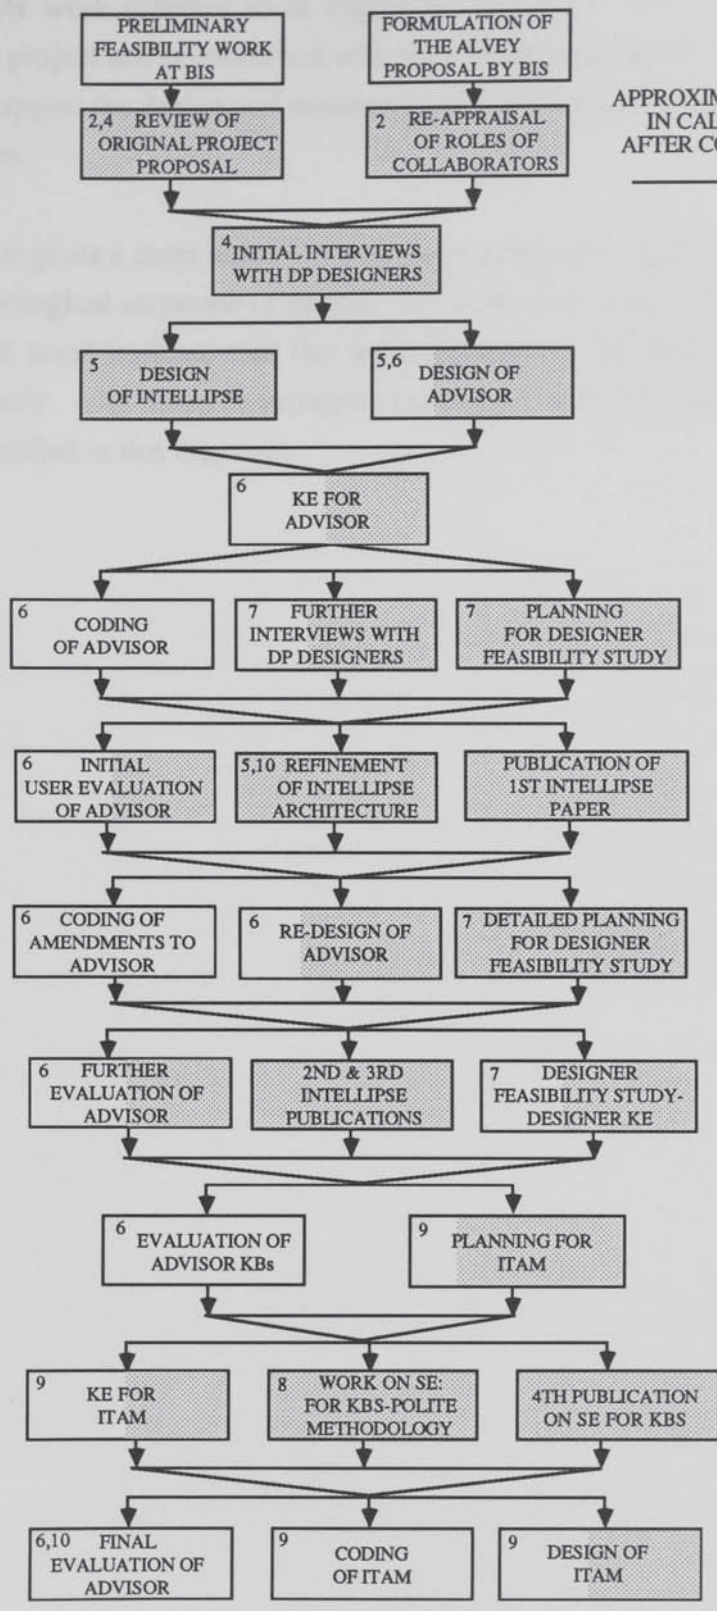 PRELIMINARY
FEASIBILITY WORK
AT BIS
FORMULATION OF
THE ALVEY
PROPOSAL BY BIS
2,4 REVIEW OF
ORIGINAL PROJECT
PROPOSAL
2 RE-APPRAISAL
OF ROLES OF
COLLABORATORS
APPROXIM
IN CAL
AFTER CO
4 INITIAL INTERVIEWS
WITH DP DESIGNERS
5 DESIGN
OF INTELLIPSE
5,6 DESIGN OF
ADVISOR
6 KE FOR
ADVISOR
6 CODING
OF ADVISOR
7 FURTHER
INTERVIEWS WITH
DP DESIGNERS
7 PLANNING
FOR DESIGNER
FEASIBILITY STUDY
6 INITIAL
USER EVALUATION
OF ADVISOR
5,10 REFINEMENT
OF INTELLIPSE
ARCHITECTURE
PUBLICATION OF
1ST INTELLIPSE
PAPER
6 CODING OF
AMENDMENTS TO
ADVISOR
6 RE-DESIGN OF
ADVISOR
7 DETAILED PLANNING
FOR DESIGNER
FEASIBILITY STUDY
6 FURTHER
EVALUATION OF
ADVISOR
2ND & 3RD
INTELLIPSE
PUBLICATIONS
7 DESIGNER
FEASIBILITY STUDY-
DESIGNER KE
6 EVALUATION OF
ADVISOR KBs
9 PLANNING FOR
ITAM
9 KE FOR
ITAM
8 WORK ON SE:
FOR KBS-POLITE
METHODOLOGY
4TH PUBLICATION
ON SE FOR KBS
6,10 FINAL
EVALUATION OF
ADVISOR
9 CODING
OF ITAM
9 DESIGN OF
ITAM